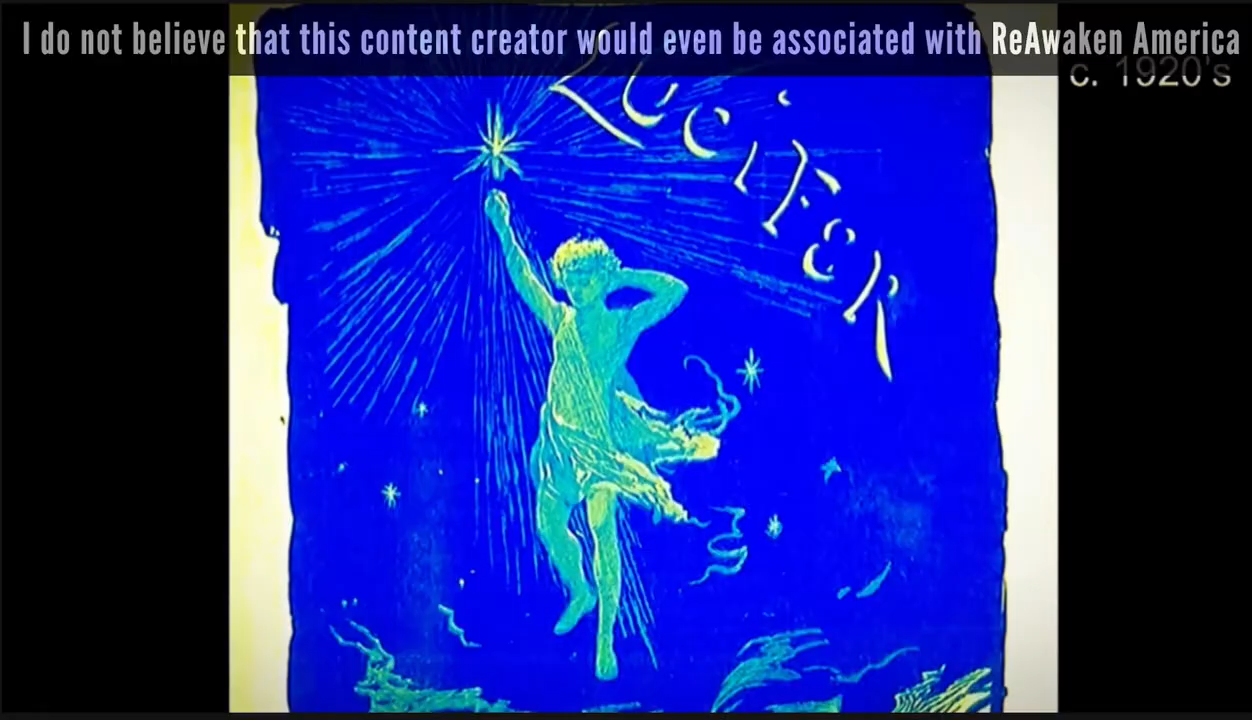 I do not believe that this content creator would even be associated with ReAwaken America
c. 1920's
LUCIFER